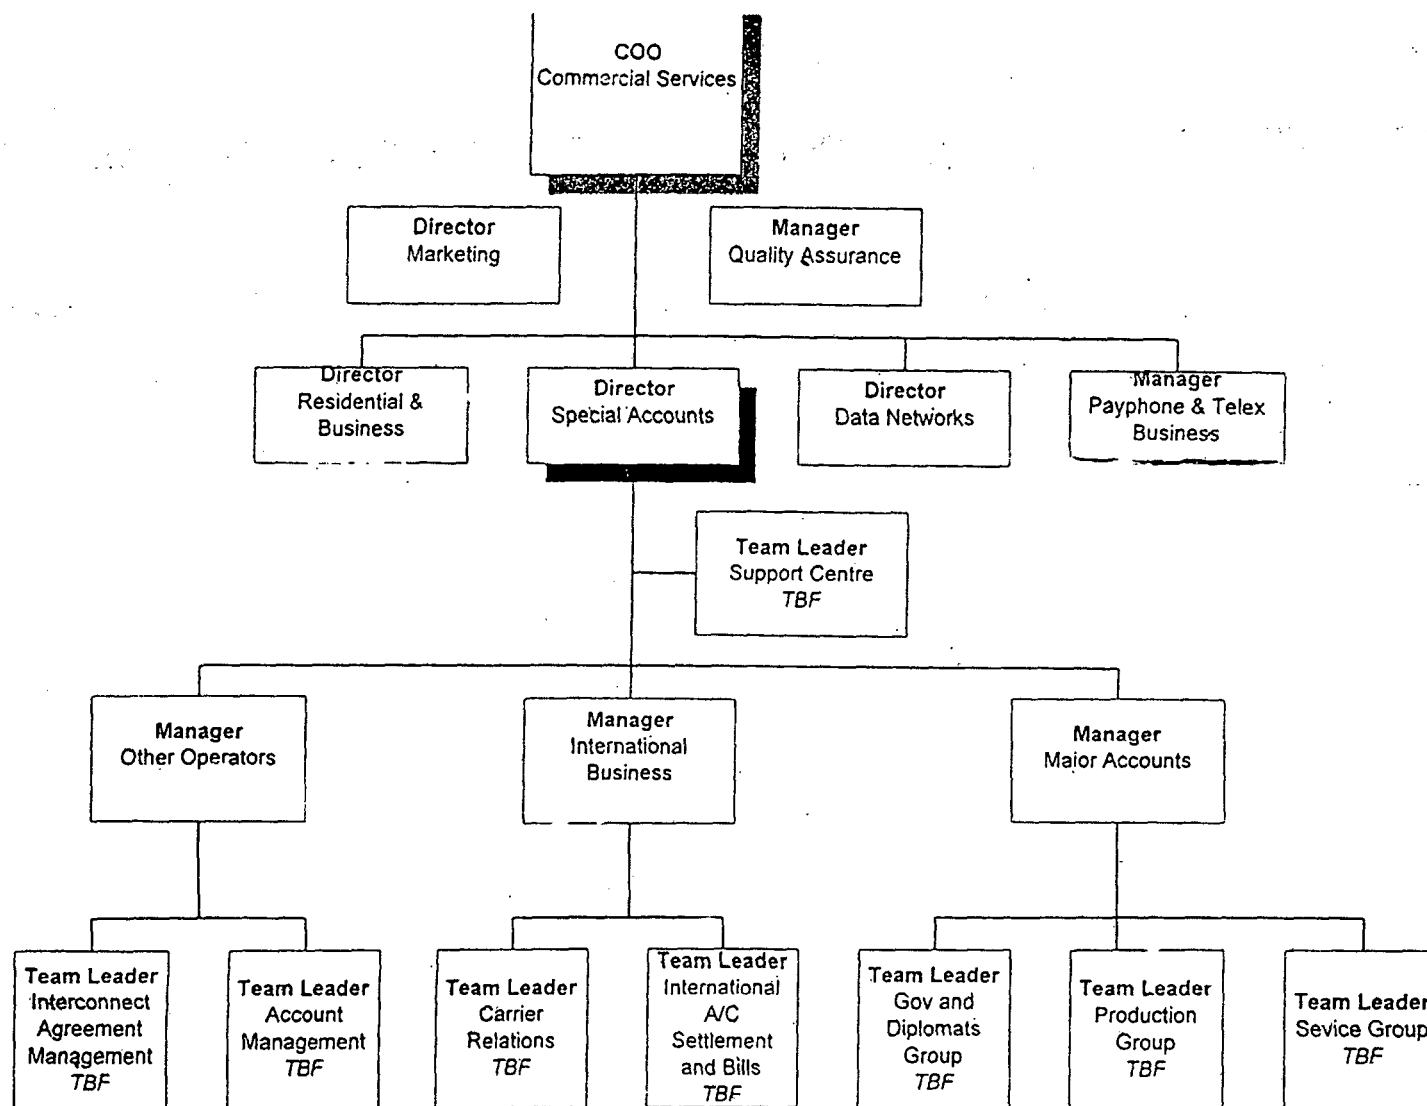 COO
Commercial Services
Director
Marketing
Manager
Quality Assurance
Director
Residential &
Business
Director
Special Accounts
Director
Data Networks
Manager
Payphone & Telex
Business
Team Leader
Support Centre
TBF
Manager
Other Operators
Manager
International
Business
Manager
Major Accounts
Team Leader
Interconnect
Agreement
Management
TBF
Team Leader
Account
Management
TBF
Team Leader
Carrier
Relations
TBF
Team Leader
International
A/C
Settlement
and Bills
TBF
Team Leader
Gov and
Diplomats
Group
TBF
Team Leader
Production
Group
TBF
Team Leader
Sevice Group
TBF